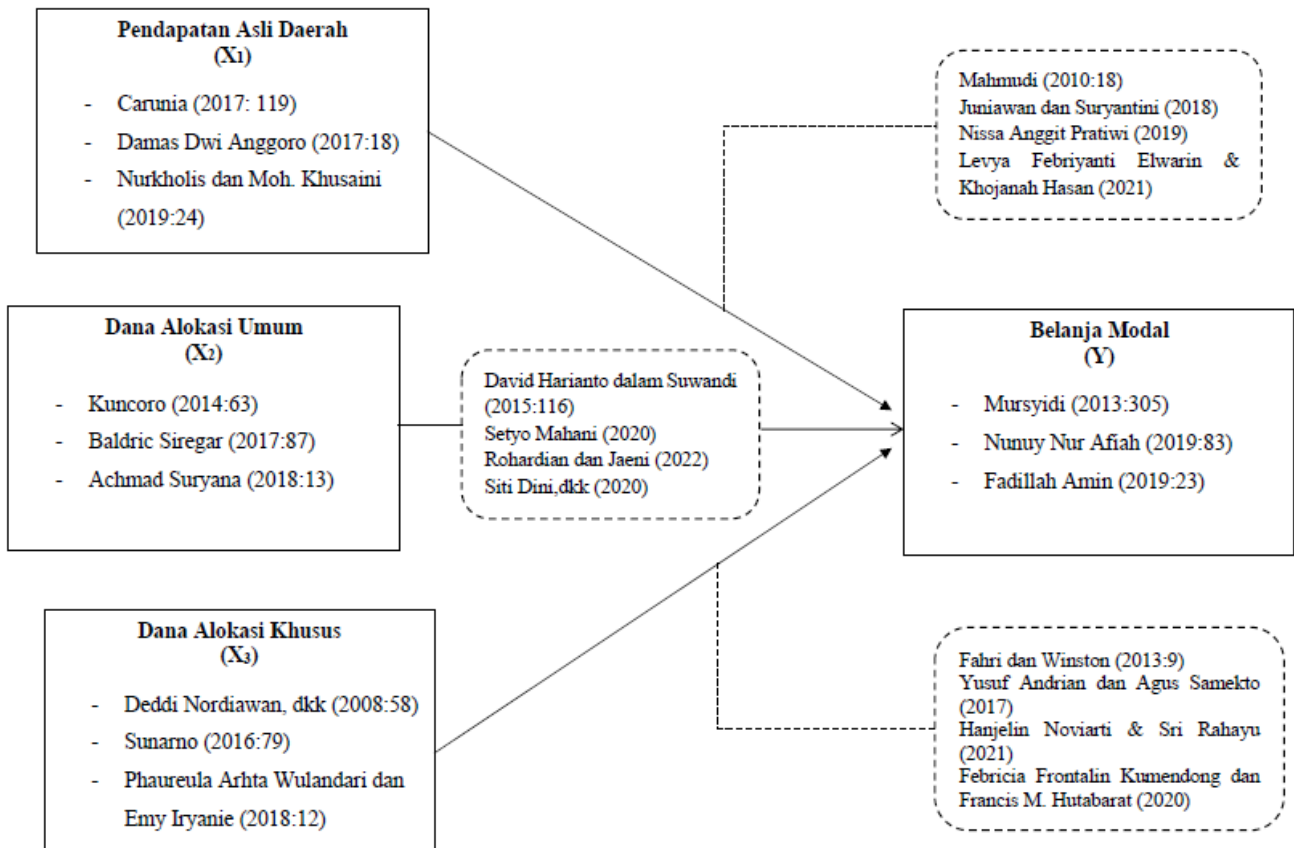 Pendapatan Asli Daerah
(X1)
- Carunia (2017: 119)
- Damas Dwi Anggoro (2017:18)
- Nurkholis dan Moh. Khusaini
(2019:24)
Mahmudi (2010:18)
Juniawan dan Suryantini (2018)
Nissa Anggit Pratiwi (2019)
Levya Febriyanti Elwarin &
Khojanah Hasan (2021)
Dana Alokasi Umum
(X2)
- Kuncoro (2014:63)
- Baldric Siregar (2017:87)
- Achmad Suryana (2018:13)
David Harianto dalam Suwandi
(2015:116)
Setyo Mahani (2020)
Rohardian dan Jaeni (2022)
Siti Dini,dkk (2020)
Belanja Modal
(Y)
- Mursyidi (2013:305)
- Nunuy Nur Afiah (2019:83)
- Fadillah Amin (2019:23)
Dana Alokasi Khusus
(X3)
- Deddi Nordiawan, dkk (2008:58)
- Sunarno (2016:79)
- Phaureula Arhta Wulandari dan
Emy Iryanie (2018:12)
Fahri dan Winston (2013:9)
Yusuf Andrian dan Agus Samekto
(2017)
Hanjelin Noviarti & Sri Rahayu
(2021)
Febricia Frontalin Kumendong dan
Francis M. Hutabarat (2020)